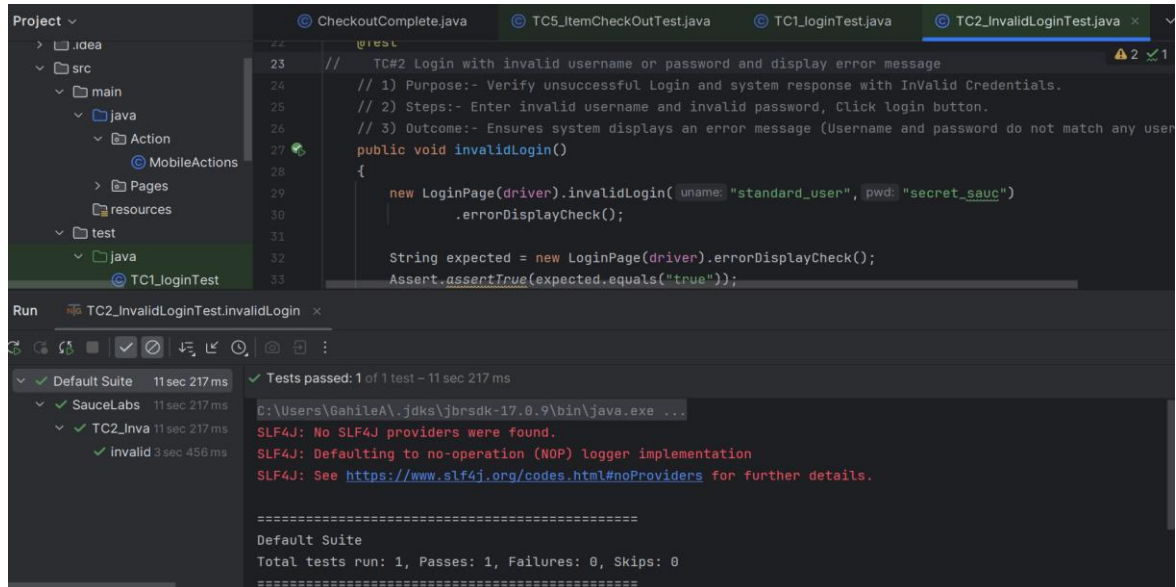 Project
CheckoutComplete.java
TC5_ItemCheckOutTest.java
TC1_loginTest.java
TC2_InvalidLoginTest.java
.idea
src
main
java
Action
MobileActions
Pages
resources
test
java
TC1_loginTest
2 1
22 @Test
23 // TC#2 Login with invalid username or password and display error message
24 // 1) Purpose:- Verify unsuccessful Login and system response with InValid Credentials.
25 // 2) Steps:- Enter invalid username and invalid password, Click login button.
26 // 3) Outcome:- Ensures system displays an error message (Username and password do not match any user
27 public void invalidLogin()
28 {
29 new LoginPage(driver).invalidLogin( uname: "standard_user", pwd: "secret_sauc")
30 .errorDisplayCheck();
31
32 String expected = new LoginPage(driver).errorDisplayCheck();
33 Assert.assertTrue(expected.equals("true"));
Run TC2_InvalidLoginTest.invalidLogin
Default Suite 11 sec 217 ms
SauceLabs 11 sec 217 ms
TC2_Inva 11 sec 217 ms
invalid 3 sec 456 ms
Tests passed: 1 of 1 test – 11 sec 217 ms
C:\Users\GahileA\.jdks\jbrsdk-17.0.9\bin\java.exe ...
SLF4J: No SLF4J providers were found.
SLF4J: Defaulting to no-operation (NOP) logger implementation
SLF4J: See https://www.slf4j.org/codes.html#noProviders for further details.
===============================================
Default Suite
Total tests run: 1, Passes: 1, Failures: 0, Skips: 0
===============================================